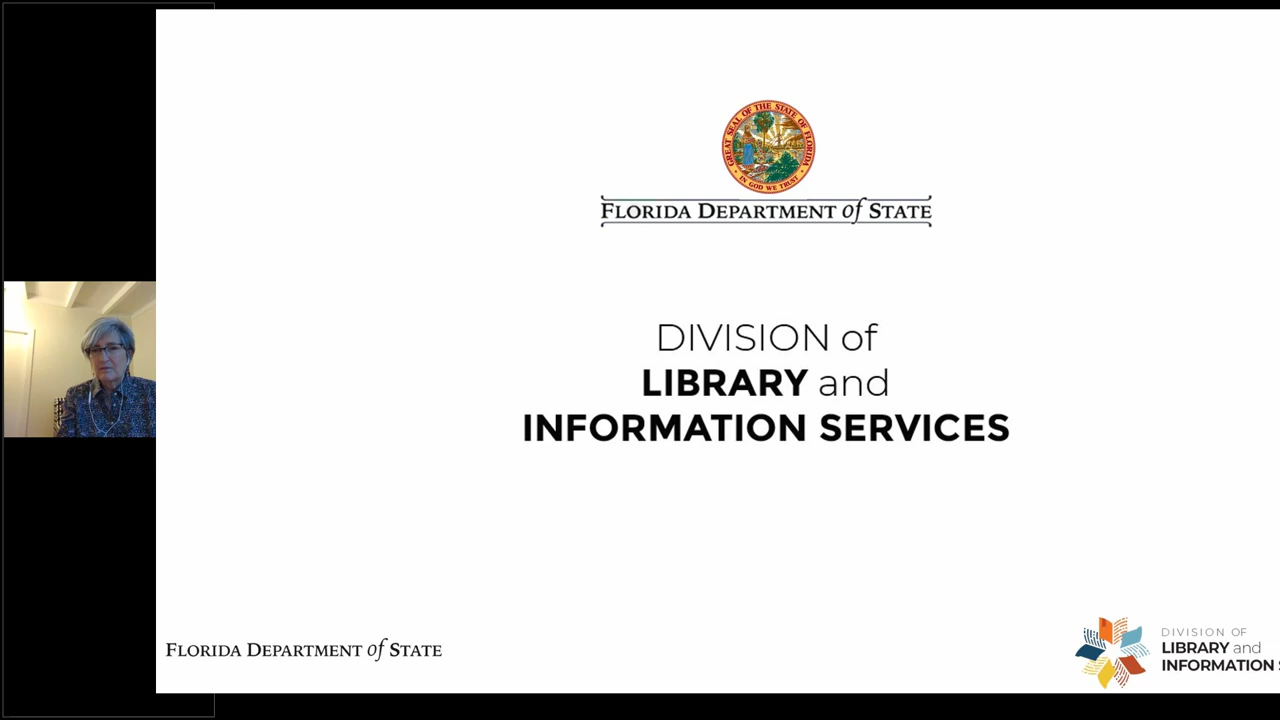 GREAT SEAL OF THE STATE OF FLORIDA
IN GOD WE TRUST
FLORIDA DEPARTMENT of STATE
DIVISION of
LIBRARY and
INFORMATION SERVICES
FLORIDA DEPARTMENT of STATE
DIVISION OF
LIBRARY and
INFORMATION S